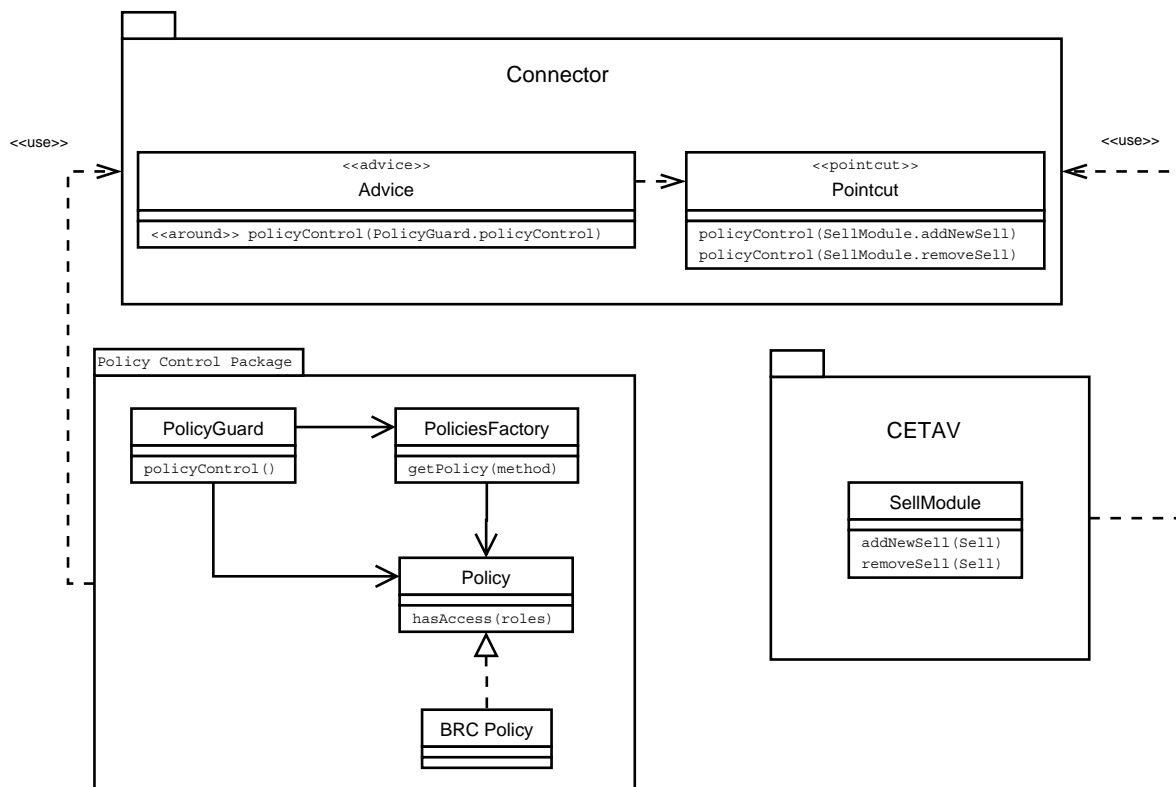 Connector
<<use>>
<<use>>
<<advice>>
Advice
<<around>> policyControl(PolicyGuard.policyControl)
<<pointcut>>
Pointcut
policyControl(SellModule.addNewSell)
policyControl(SellModule.removeSell)
Policy Control Package
PolicyGuard
policyControl()
PoliciesFactory
getPolicy(method)
Policy
hasAccess(roles)
BRC Policy
CETAV
SellModule
addNewSell(Sell)
removeSell(Sell)